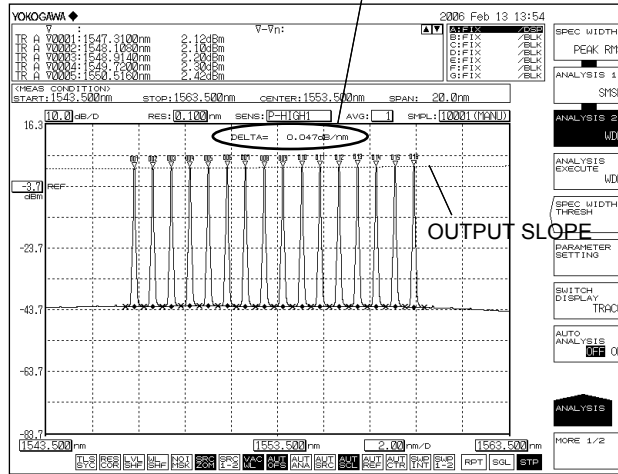 YOKOGAWA ◆
∇-∇n:
2006 Feb 13 13:54
∇ :
TR A ∇0001:1547.3100nm 2.12dBm
TR A ∇0002:1548.1080nm 2.10dBm
TR A ∇0003:1548.9140nm 2.20dBm
TR A ∇0004:1549.7200nm 2.30dBm
TR A ∇0005:1550.5160nm 2.42dBm
A:FIX /DSP
B:FIX /BLK
C:FIX /BLK
D:FIX /BLK
E:FIX /BLK
F:FIX /BLK
G:FIX /BLK
<MEAS CONDITION>
START:1543.500nm STOP:1563.500nm CENTER:1553.500nm SPAN: 20.0nm
10.0 dB/D RES: 0.100 nm SENS: P-HIGH1 AVG: 1 SMPL: 10001 (MANU)
16.3
DELTA= 0.047dB/nm
-3.7 REF
dBm
OUTPUT SLOPE
-23.7
-43.7
-63.7
-83.7
1543.500 nm 1553.500 nm 2.00 nm/D 1563.500 nm
TLS SYC
RES COR
LVL SHF
WL SHF
NOI MSK
SRC ZOM
SRC 1-2
VAC WL
AUT OFS
AUT ANA
AUT SRC
AUT SCL
AUT REF
AUT CTR
SWP INT
SWP 1-2
RPT
SGL
STP
SPEC WIDTH
PEAK RM
ANALYSIS 1
SMS
ANALYSIS 2
WD
ANALYSIS
EXECUTE
WD
SPEC WIDTH
THRESH
PARAMETER
SETTING
SWITCH
DISPLAY
TRAC
AUTO
ANALYSIS
OFF O
ANALYSIS
MORE 1/2